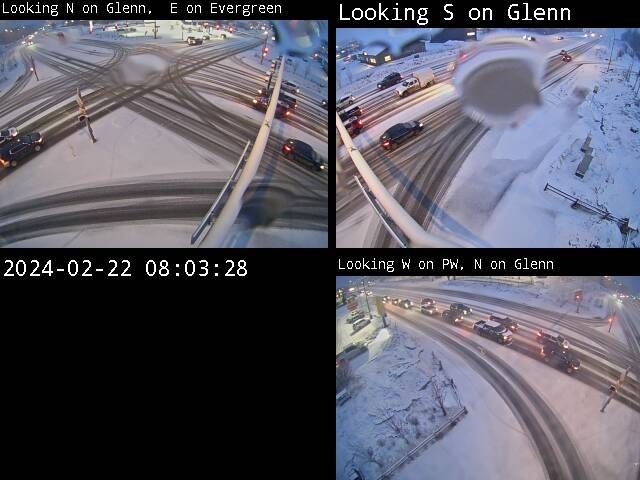 Looking N on Glenn,  E on Evergreen
Looking S on Glenn
2024-02-22 08:03:28
Looking W on PW, N on Glenn